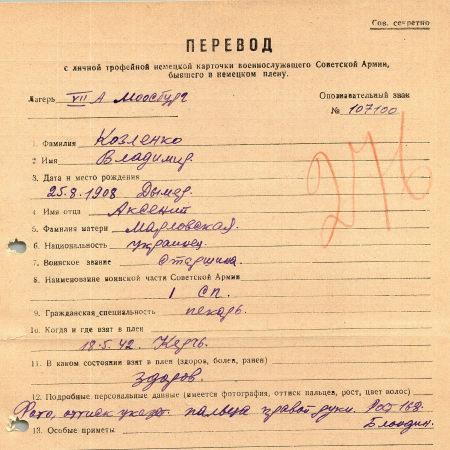 Сов. секретно
ПЕРЕВОД
с личной трофейной немецкой карточки военнослужащего Советской Армии,
бывшего в немецком плену.
Лагерь VII А Моосбург Опознавательный знак
№ 107100
276
1. Фамилия Козленко
2. Имя Владимир.
3. Дата и место рождения
25.8.1908 Дымер.
4. Имя отца Аксентий
5. Фамилия матери Марловская.
6. Национальность украинец.
7. Воинское звание Старшина.
8. Наименование воинской части Советской Армии
1 СП.
9. Гражданская специальность пекарь.
10. Когда и где взят в плен
18.5.42 Керчь.
11. В каком состоянии взят в плен (здоров, болен, ранен)
Здоров.
12. Подробные персональные данные (имеется фотография, оттиск пальцев, рост, цвет волос)
Фото, оттиск указат. пальца правой руки. Рост 168.
Блондин.
13. Особые приметы